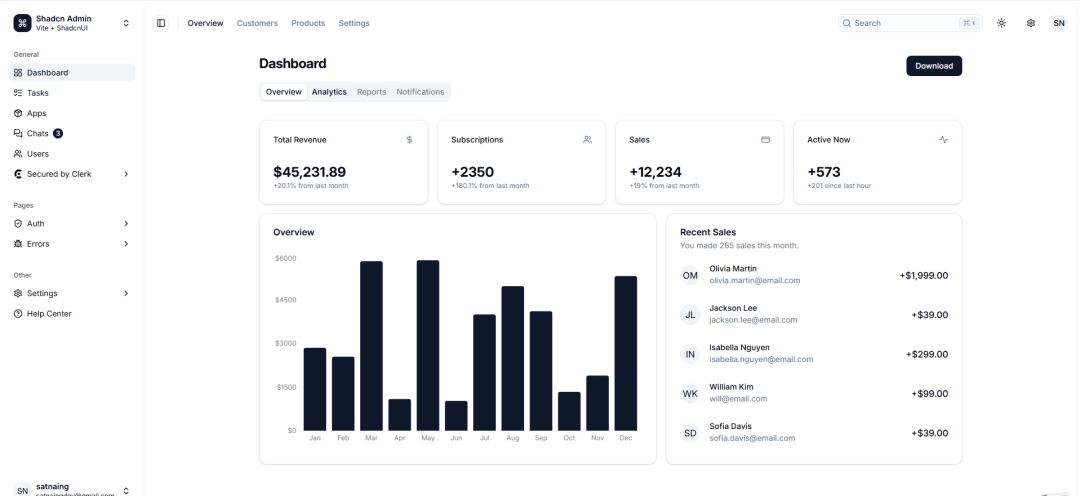 Shadcn Admin
Vite + ShadcnUI
General
Dashboard
Tasks
Apps
Chats 3
Users
Secured by Clerk
Pages
Auth
Errors
Other
Settings
Help Center
SN satnaing
satnaingdev@gmail.com
Overview Customers Products Settings
Search ⌘ K
SN
Dashboard
Download
Overview Analytics Reports Notifications
Total Revenue
$45,231.89
+20.1% from last month
Subscriptions
+2350
+180.1% from last month
Sales
+12,234
+19% from last month
Active Now
+573
+201 since last hour
Overview
$6000
$4500
$3000
$1500
$0
Jan Feb Mar Apr May Jun Jul Aug Sep Oct Nov Dec
Recent Sales
You made 265 sales this month.
OM Olivia Martin +$1,999.00
olivia.martin@email.com
JL Jackson Lee +$39.00
jackson.lee@email.com
IN Isabella Nguyen +$299.00
isabella.nguyen@email.com
WK William Kim +$99.00
will@email.com
SD Sofia Davis +$39.00
sofia.davis@email.com